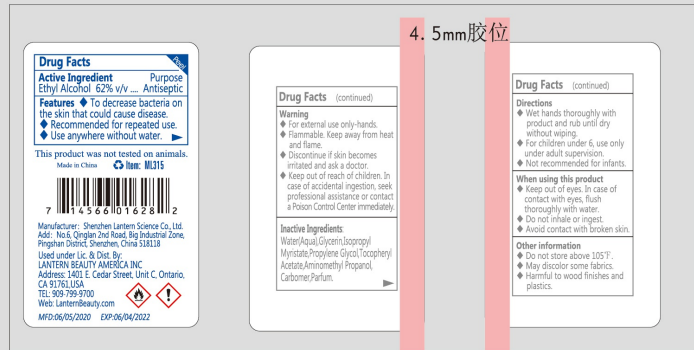 4. 5mm胶位
Drug Facts
Peel
Active Ingredient Purpose
Ethyl Alcohol 62% v/v .... Antiseptic
Features ◆ To decrease bacteria on
the skin that could cause disease.
◆ Recommended for repeated use.
◆ Use anywhere without water.
This product was not tested on animals.
Made in China Item: ML315
7 14566 01628 2
Manufacturer: Shenzhen Lantern Science Co., Ltd.
Add: No.6, Qinglan 2nd Road, Big Industrial Zone,
Pingshan District, Shenzhen, China 518118
Used under Lic. & Dist. By:
LANTERN BEAUTY AMERICA INC
Address: 1401 E. Cedar Street, Unit C, Ontario,
CA 91761,USA
TEL: 909-799-9700
Web: LanternBeauty.com
MFD:06/05/2020 EXP:06/04/2022
Drug Facts (continued)
Warning
◆ For external use only-hands.
◆ Flammable. Keep away from heat
and flame.
◆ Discontinue if skin becomes
irritated and ask a doctor.
◆ Keep out of reach of children. In
case of accidental ingestion, seek
professional assistance or contact
a Poison Control Center immediately.
Inactive Ingredients:
Water(Aqua),Glycerin,Isopropyl
Myristate,Propylene Glycol,Tocopheryl
Acetate,Aminomethyl Propanol,
Carbomer,Parfum.
Drug Facts (continued)
Directions
◆ Wet hands thoroughly with
product and rub until dry
without wiping.
◆ For children under 6, use only
under adult supervision.
◆ Not recommended for infants.
When using this product
◆ Keep out of eyes. In case of
contact with eyes, flush
thoroughly with water.
◆ Do not inhale or ingest.
◆ Avoid contact with broken skin.
Other information
◆ Do not store above 105°F.
◆ May discolor some fabrics.
◆ Harmful to wood finishes and
plastics.